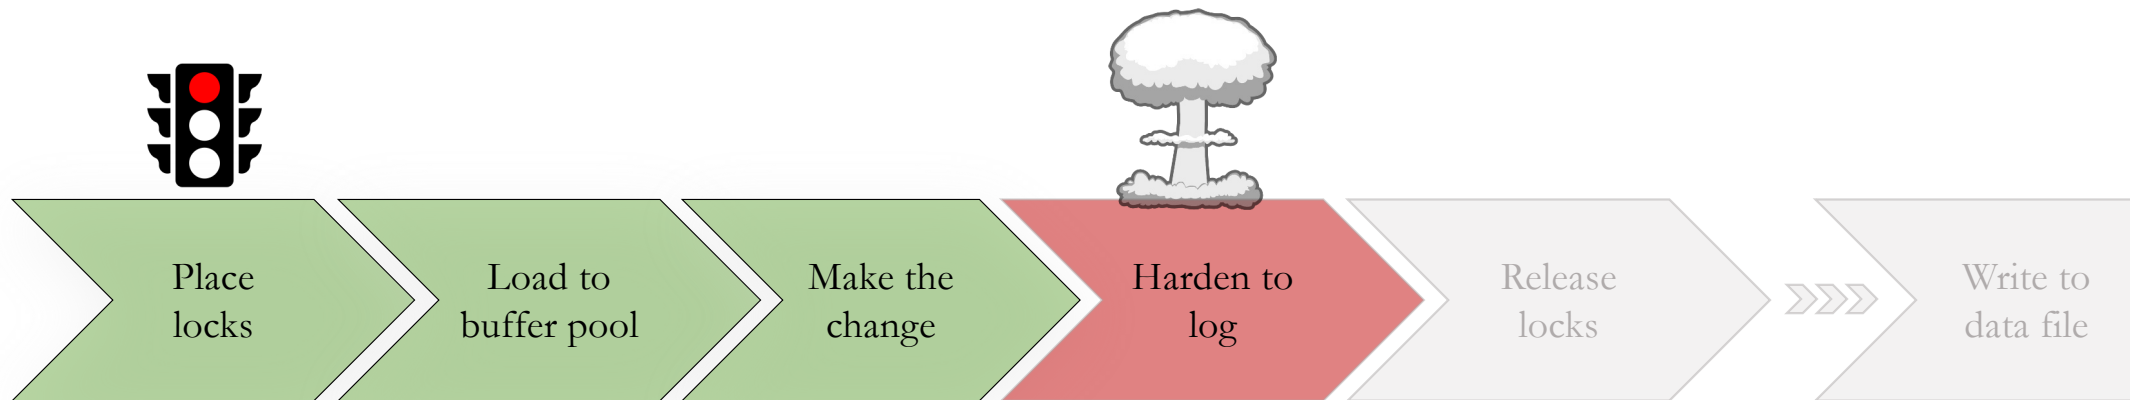 Place
locks
Load to
buffer pool
Make the
change
Harden to
log
Release
locks
Write to
data file